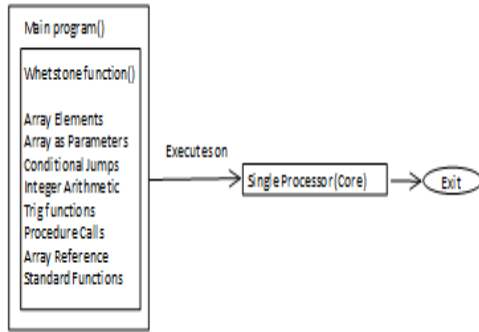 Main program()
Whetstone function()
Array Elements
Array as Parameters
Conditional Jumps
Integer Arithmetic
Trig functions
Procedure Calls
Array Reference
Standard Functions
Executes on
Single Processor (Core)
Exit